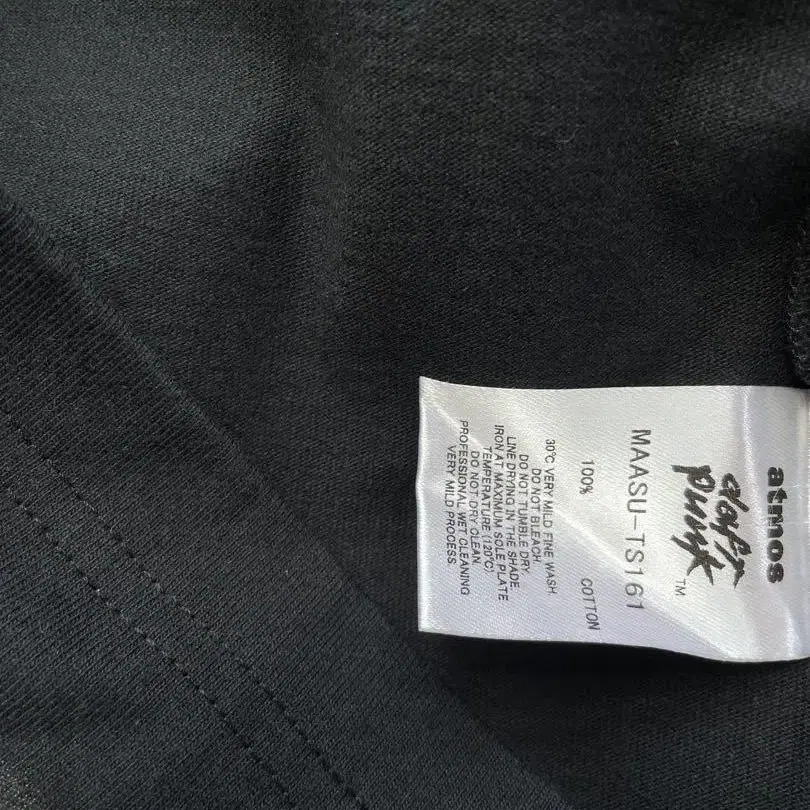 atmos
daft
punk™
MAASU-TS161
100% COTTON
30℃ VERY MILD FINE WASH
DO NOT BLEACH.
DO NOT TUMBLE DRY.
LINE DRYING IN THE SHADE.
IRON AT MAXIMUM SOLE PLATE
TEMPERATURE (120℃)
DO NOT DRY CLEAN.
PROFESSIONAL WET CLEANING
VERY MILD PROCESS